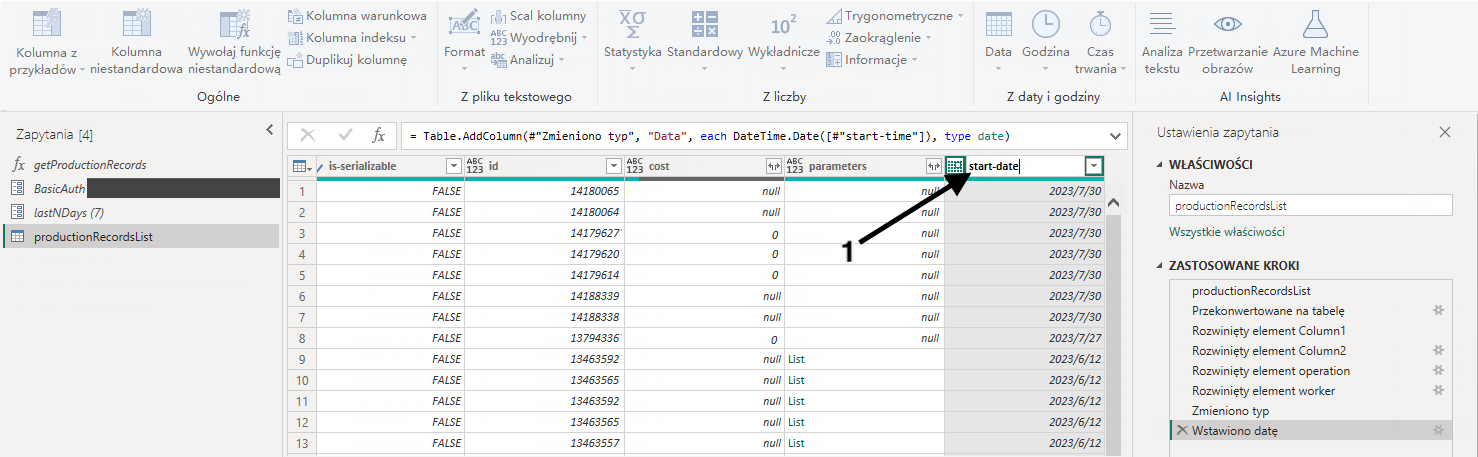 Kolumna z przykładów
Kolumna niestandardowa
Wywołaj funkcję niestandardową
Kolumna warunkowa
Kolumna indeksu
Duplikuj kolumnę
Ogólne
Format
Scal kolumny
Wyodrębnij
Analizuj
Z pliku tekstowego
Statystyka
Standardowy
10²
Wykładnicze
Trygonometryczne
Zaokrąglenie
Informacje
Z liczby
Data
Godzina
Czas trwania
Z daty i godziny
Analiza tekstu
Przetwarzanie obrazów
Azure Machine Learning
AI Insights
Zapytania [4]
fx getProductionRecords
BasicAuth
lastNDays (7)
productionRecordsList
fx = Table.AddColumn(#"Zmieniono typ", "Data", each DateTime.Date([#"start-time"]), type date)
is-serializable ABC 123 id ABC 123 cost ABC 123 parameters start-date
1 FALSE 14180065 null null 2023/7/30
2 FALSE 14180064 null null 2023/7/30
3 FALSE 14179627 0 null 2023/7/30
4 FALSE 14179620 0 null 2023/7/30
5 FALSE 14179614 0 null 2023/7/30
6 FALSE 14188339 null null 2023/7/30
7 FALSE 14188338 null null 2023/7/30
8 FALSE 13794336 0 null 2023/7/27
9 FALSE 13463592 null List 2023/6/12
10 FALSE 13463565 null List 2023/6/12
11 FALSE 13463592 null List 2023/6/12
12 FALSE 13463565 null List 2023/6/12
13 FALSE 13463557 null List 2023/6/12
1
Ustawienia zapytania
WŁAŚCIWOŚCI
Nazwa
productionRecordsList
Wszystkie właściwości
ZASTOSOWANE KROKI
productionRecordsList
Przekonwertowane na tabelę
Rozwinięty element Column1
Rozwinięty element Column2
Rozwinięty element operation
Rozwinięty element worker
Zmieniono typ
Wstawiono datę